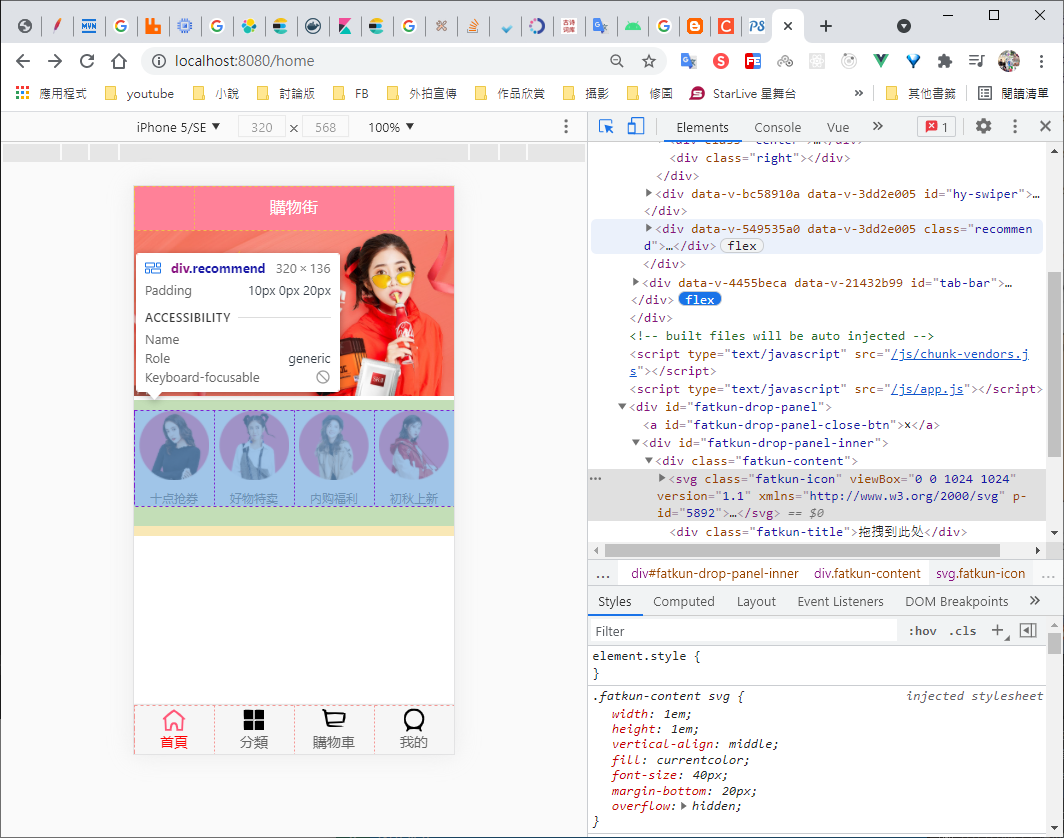 localhost:8080/home
應用程式
youtube
小說
討論版
FB
外拍宣傳
作品欣賞
攝影
修圖
StarLive 星舞台
»
其他書籤
閱讀清單
iPhone 5/SE ▼
320 × 568
100% ▼
Elements
Console
Vue
»
1
購物街
div.recommend 320 × 136
Padding 10px 0px 20px
ACCESSIBILITY
Name
Role generic
Keyboard-focusable
十点抢券
好物特卖
内购福利
初秋上新
首頁
分類
購物車
我的
<div class="center">…</div>
<div class="right"></div>
</div>
<div data-v-bc58910a data-v-3dd2e005 id="hy-swiper">…
</div>
<div data-v-549535a0 data-v-3dd2e005 class="recommen
d">…</div> flex
</div>
<div data-v-4455beca data-v-21432b99 id="tab-bar">…
</div> flex
</div>
<!-- built files will be auto injected -->
<script type="text/javascript" src="/js/chunk-vendors.j
s"></script>
<script type="text/javascript" src="/js/app.js"></script>
<div id="fatkun-drop-panel">
<a id="fatkun-drop-panel-close-btn">×</a>
<div id="fatkun-drop-panel-inner">
<div class="fatkun-content">
<svg class="fatkun-icon" viewBox="0 0 1024 1024"
version="1.1" xmlns="http://www.w3.org/2000/svg" p-
id="5892">…</svg> == $0
<div class="fatkun-title">拖拽到此处</div>
… div#fatkun-drop-panel-inner div.fatkun-content svg.fatkun-icon …
Styles Computed Layout Event Listeners DOM Breakpoints »
Filter :hov .cls +
element.style {
}
.fatkun-content svg { injected stylesheet
width: 1em;
height: 1em;
vertical-align: middle;
fill: currentcolor;
font-size: 40px;
margin-bottom: 20px;
overflow: hidden;
}